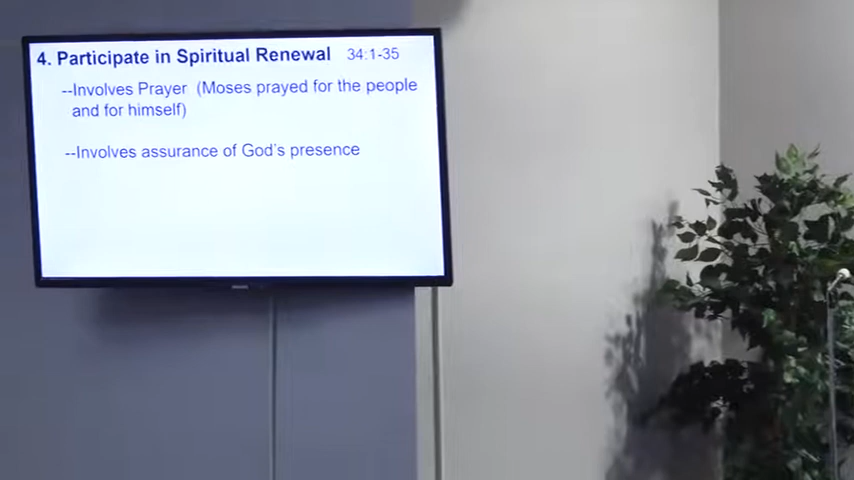 4. Participate in Spiritual Renewal 34:1-35
--Involves Prayer (Moses prayed for the people
and for himself)
--Involves assurance of God's presence